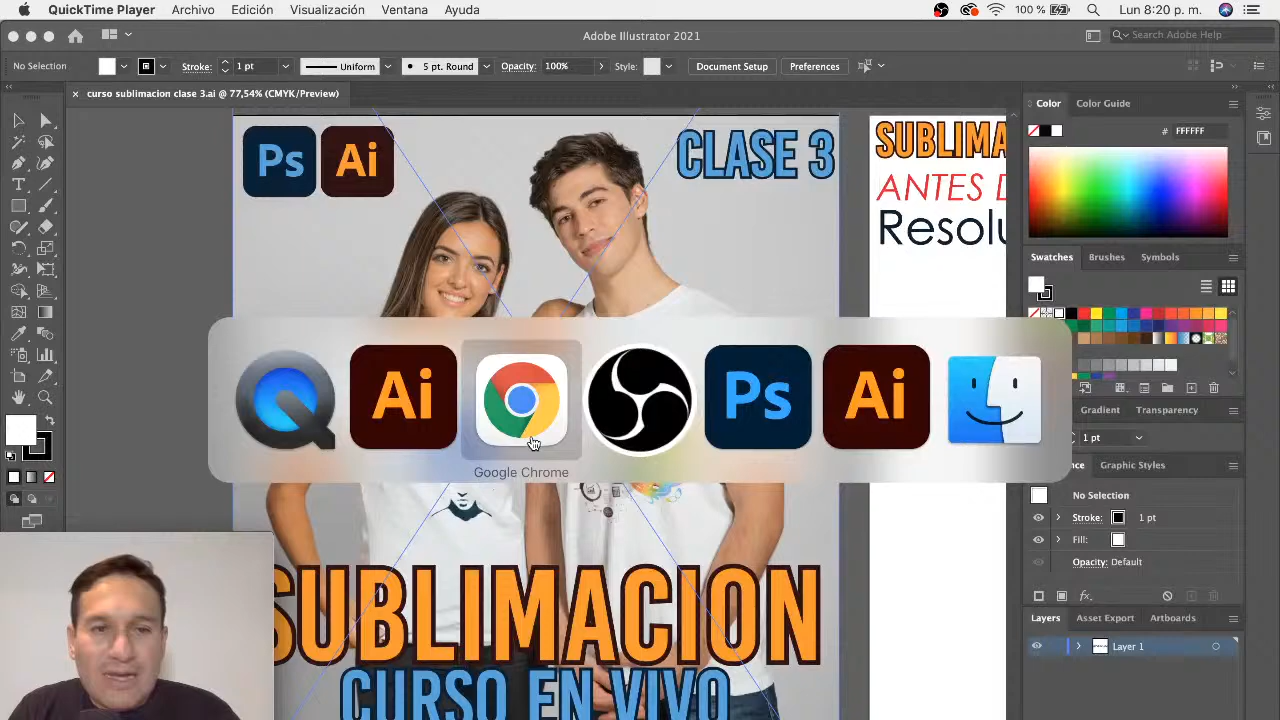 QuickTime Player Archivo Edición Visualización Ventana Ayuda 100 % Lun 8:20 p. m.
Adobe Illustrator 2021 Search Adobe Help
No Selection Stroke: 1 pt Uniform 5 pt. Round Opacity: 100% Style: Document Setup Preferences
× curso sublimacion clase 3.ai @ 77,54% (CMYK/Preview)
Color Color Guide
# FFFFFF
Ps Ai CLASE 3
SUBLIMA
ANTES D
Resolu
Swatches Brushes Symbols
Ai Ps Ai
Google Chrome
Gradient Transparency
1 pt
nce Graphic Styles
No Selection
Stroke: 1 pt
Fill:
Opacity: Default
fx
SUBLIMACION
CURSO EN VIVO
Layers Asset Export Artboards
Layer 1